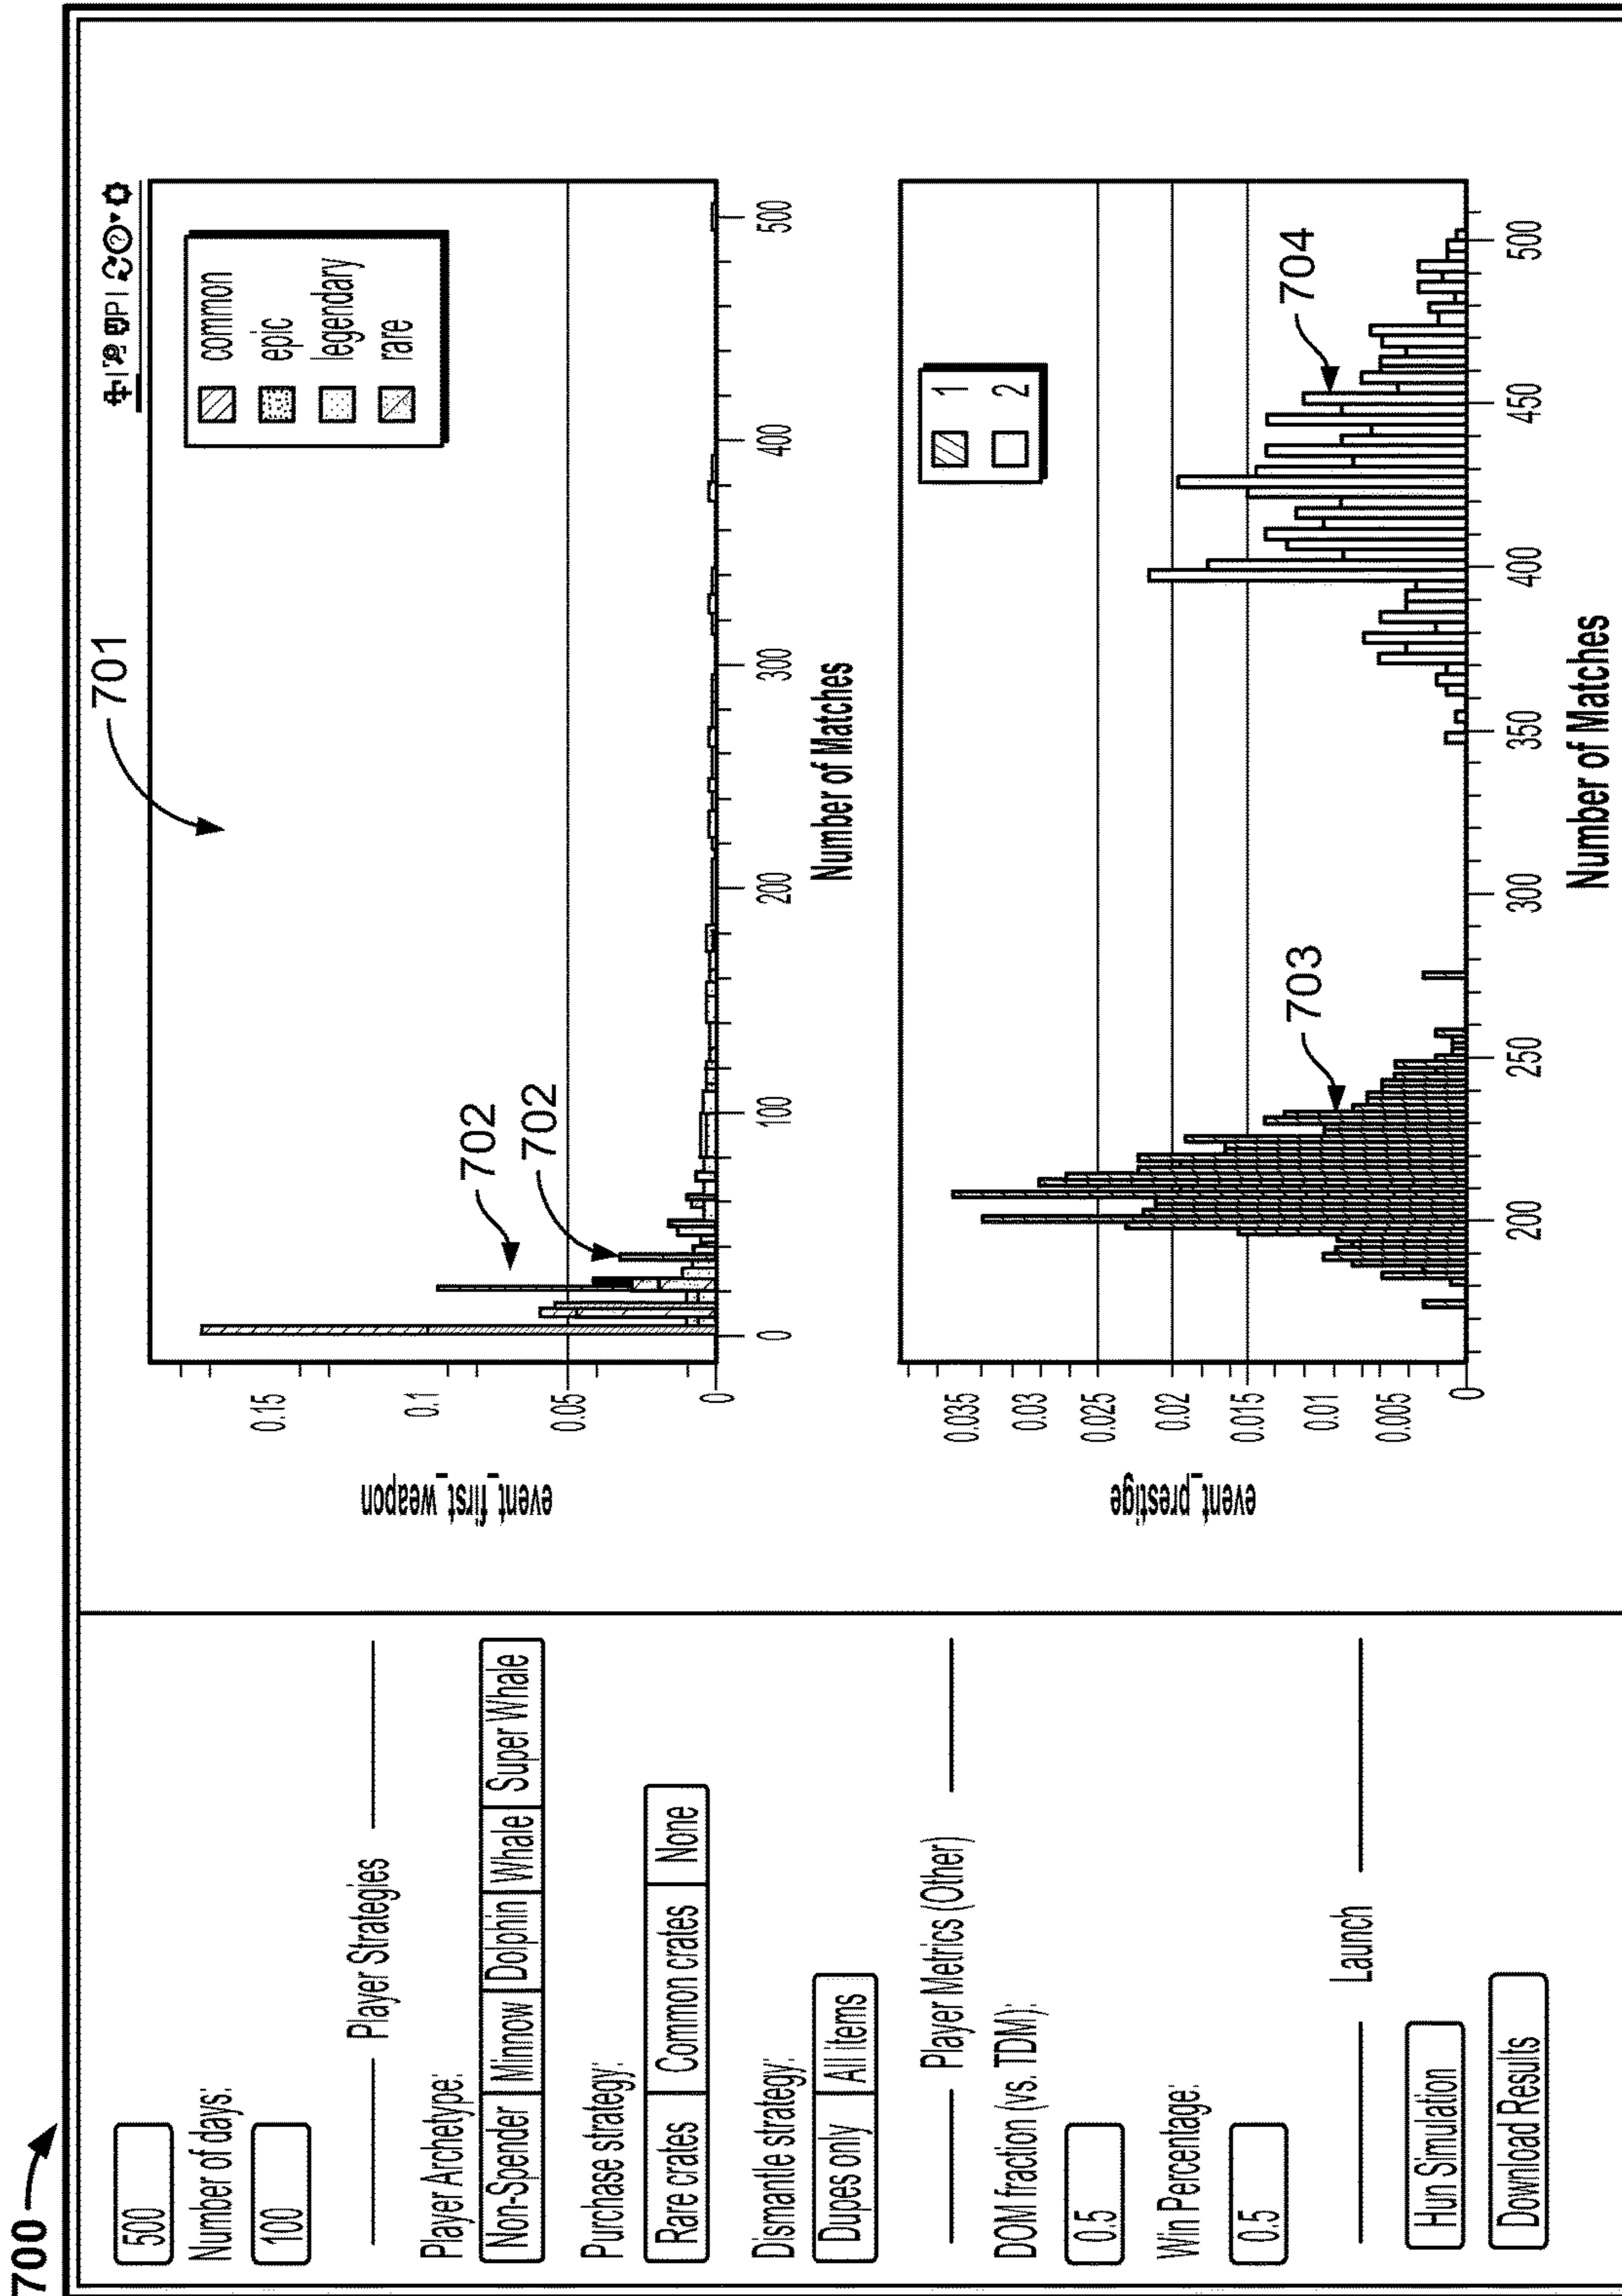 700
500
Number of days:
100
Player Strategies
Player Archetype:
Non-Spender Minnow Dolphin Whale Super Whale
Purchase strategy:
Rare crates Common crates None
Dismantle strategy:
Dupes only All items
Player Metrics (Other)
DOM fraction (vs. TDM):
0.5
Win Percentage:
0.5
Launch
Hun Simulation
Download Results
701
common
epic
legendary
rare
702
702
event_first_weapon
0.15
0.1
0.05
0
0 100 200 300 400 500
Number of Matches
1
2
703
704
event_prestige
0.035
0.03
0.025
0.02
0.015
0.01
0.005
0
200 250 300 350 400 450 500
Number of Matches